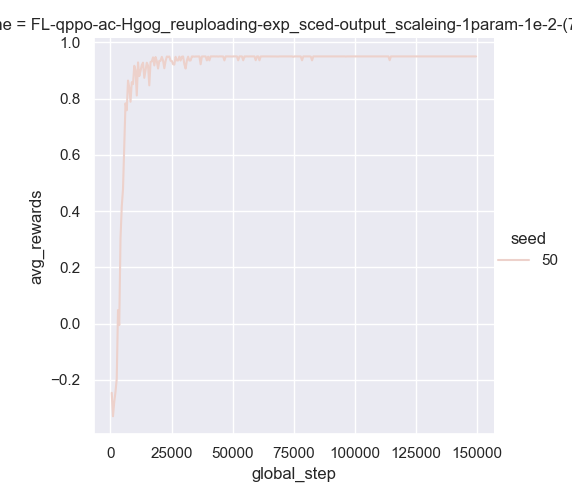 ne = FL-qppo-ac-Hgog_reuploading-exp_sced-output_scaleing-1param-1e-2-(7
1.0
0.8
0.6
0.4
0.2
0.0
−0.2
avg_rewards
seed
50
0 25000 50000 75000 100000 125000 150000
global_step